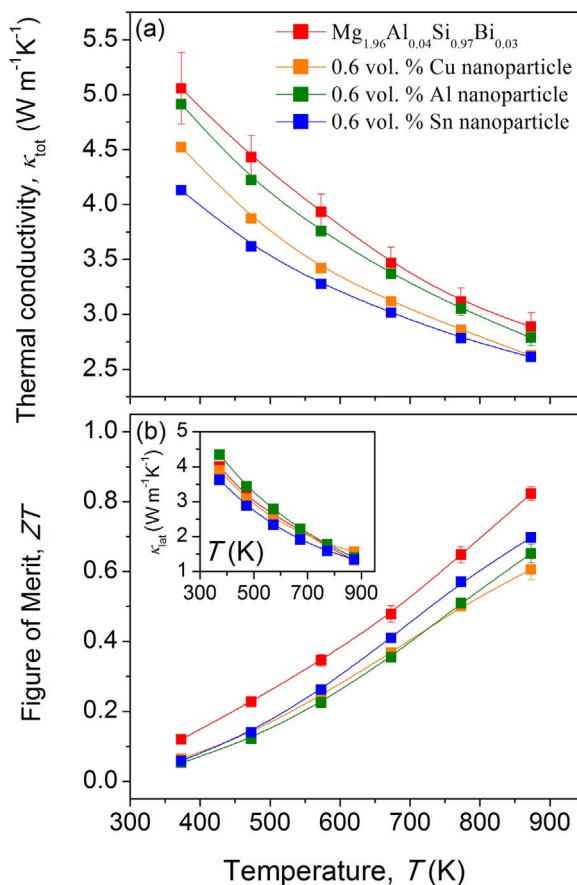 (a)
Mg1.96Al0.04Si0.97Bi0.03
0.6 vol. % Cu nanoparticle
0.6 vol. % Al nanoparticle
0.6 vol. % Sn nanoparticle
Thermal conductivity, κtot (W m-1K-1)
5.5
5.0
4.5
4.0
3.5
3.0
2.5
(b)
Figure of Merit, ZT
1.0
0.8
0.6
0.4
0.2
0.0
κlat (W m-1K-1)
5
4
3
2
1
T (K)
300 500 700 900
300 400 500 600 700 800 900
Temperature, T (K)